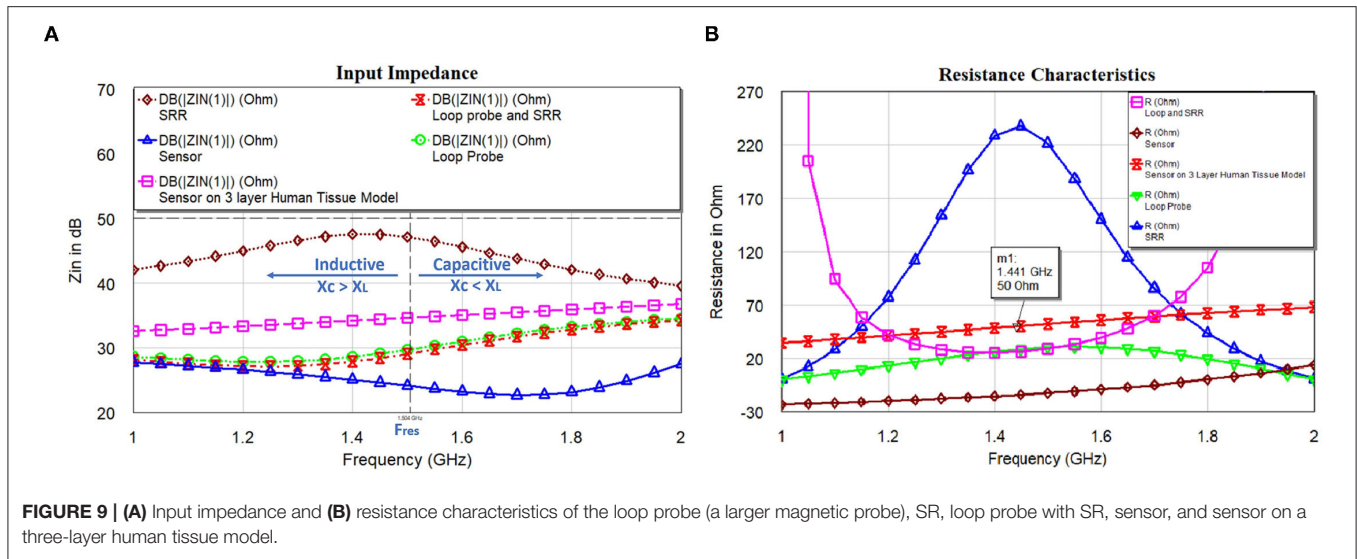 A
Input Impedance
70
60
50
40
30
20
Zin in dB
DB(|ZIN(1)|) (Ohm)
SRR
DB(|ZIN(1)|) (Ohm)
Loop probe and SRR
DB(|ZIN(1)|) (Ohm)
Sensor
DB(|ZIN(1)|) (Ohm)
Loop Probe
DB(|ZIN(1)|) (Ohm)
Sensor on 3 layer Human Tissue Model
Inductive
XC > XL
Capacitive
XC < XL
1.504 GHz
Fres
1 1.2 1.4 1.6 1.8 2
Frequency (GHz)
B
Resistance Characteristics
270
220
170
120
70
20
-30
Resistance in Ohm
R (Ohm)
Loop and SRR
R (Ohm)
Sensor
R (Ohm)
Sensor on 3 Layer Human Tissue Model
R (Ohm)
Loop Probe
R (Ohm)
SRR
m1:
1.441 GHz
50 Ohm
1 1.2 1.4 1.6 1.8 2
Frequency (GHz)
FIGURE 9 | (A) Input impedance and (B) resistance characteristics of the loop probe (a larger magnetic probe), SR, loop probe with SR, sensor, and sensor on a
three-layer human tissue model.